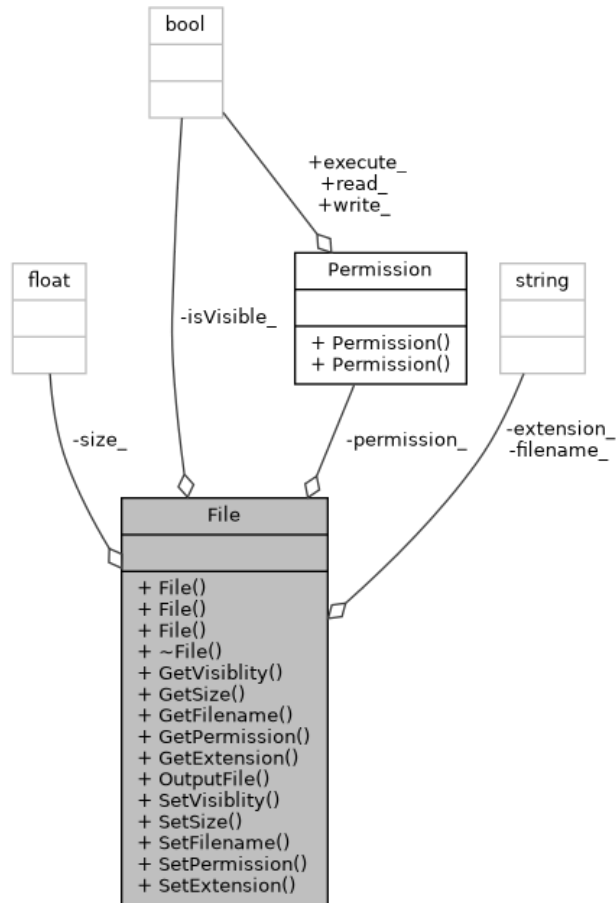 bool
+execute_
+read_
+write_
float
Permission
string
-isVisible_
+ Permission()
+ Permission()
-size_
-permission_
-extension_
-filename_
File
+ File()
+ File()
+ File()
+ ~File()
+ GetVisiblity()
+ GetSize()
+ GetFilename()
+ GetPermission()
+ GetExtension()
+ OutputFile()
+ SetVisiblity()
+ SetSize()
+ SetFilename()
+ SetPermission()
+ SetExtension()